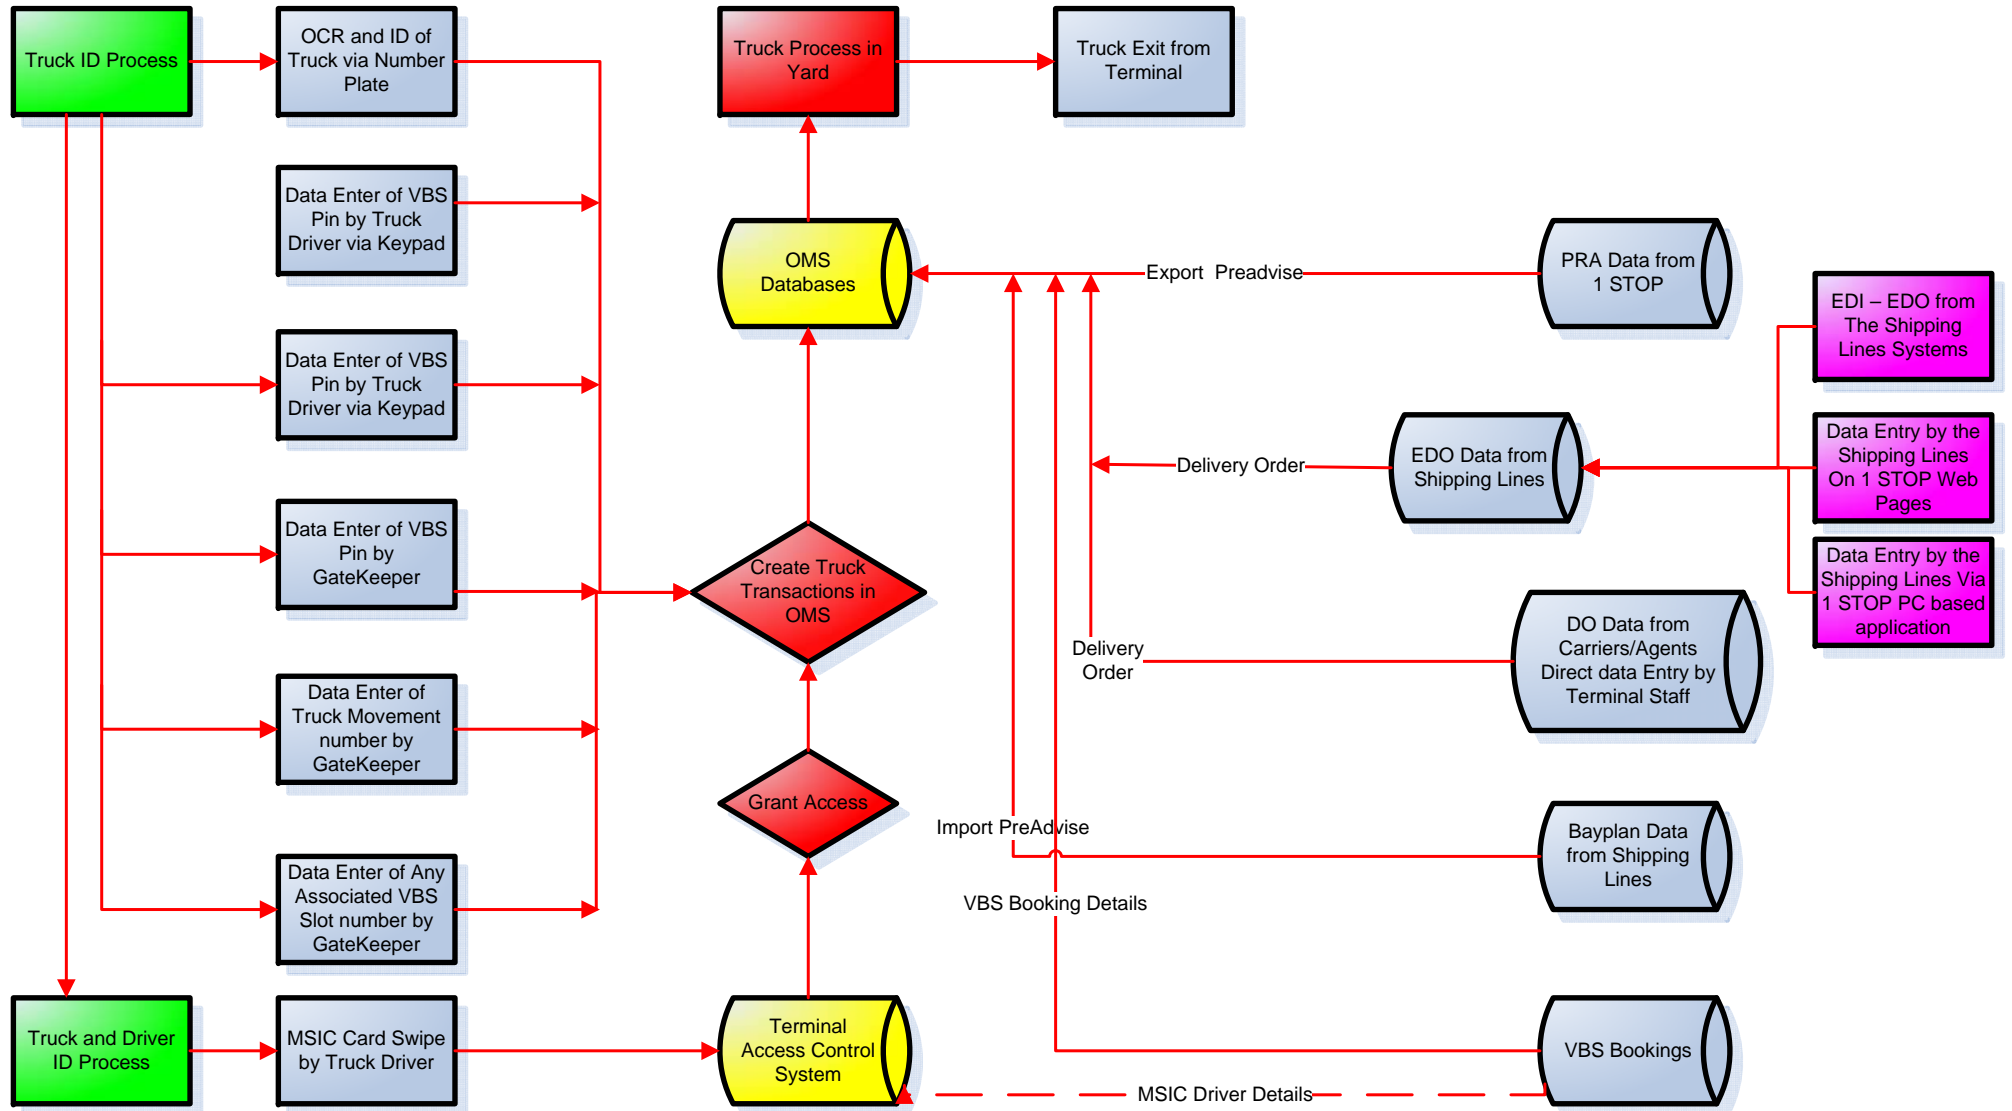 Truck ID Process
OCR and ID of
Truck via Number
Plate
Truck Process in
Yard
Truck Exit from
Terminal
Data Enter of VBS
Pin by Truck
Driver via Keypad
OMS
Databases
Export  Preadvise
PRA Data from
1 STOP
EDI – EDO from
The Shipping
Lines Systems
Data Enter of VBS
Pin by Truck
Driver via Keypad
Delivery Order
EDO Data from
Shipping Lines
Data Entry by the
Shipping Lines
On 1 STOP Web
Pages
Data Enter of VBS
Pin by
GateKeeper
Create Truck
Transactions in
OMS
Data Entry by the
Shipping Lines Via
1 STOP PC based
application
Delivery
Order
DO Data from
Carriers/Agents
Direct data Entry by
Terminal Staff
Data Enter of
Truck Movement
number by
GateKeeper
Grant Access
Import PreAdvise
Bayplan Data
from Shipping
Lines
Data Enter of Any
Associated VBS
Slot number by
GateKeeper
VBS Booking Details
Truck and Driver
ID Process
MSIC Card Swipe
by Truck Driver
Terminal
Access Control
System
VBS Bookings
MSIC Driver Details